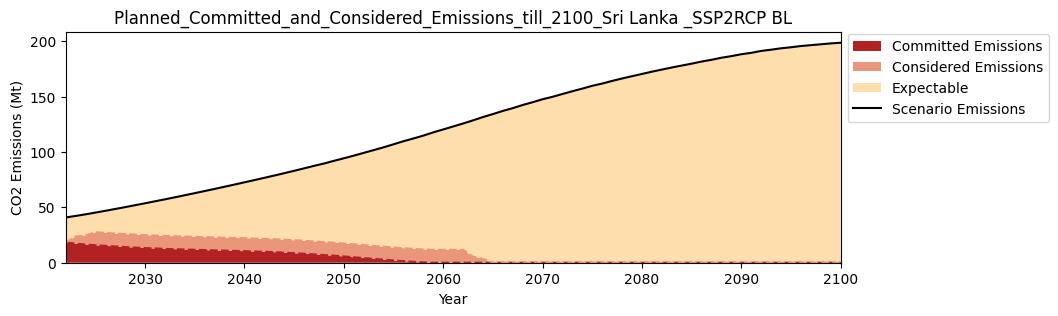 Planned_Committed_and_Considered_Emissions_till_2100_Sri Lanka _SSP2RCP BL
200
150
100
50
0
CO2 Emissions (Mt)
2030 2040 2050 2060 2070 2080 2090 2100
Year
Committed Emissions
Considered Emissions
Expectable
Scenario Emissions